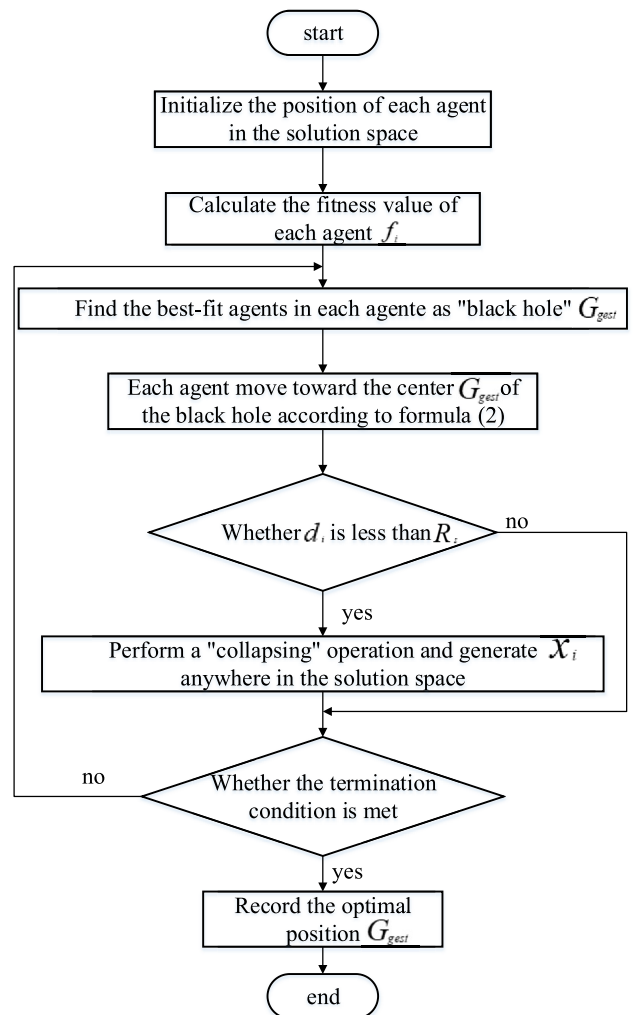 start
Initialize the position of each agent
in the solution space
Calculate the fitness value of
each agent f_i
Find the best-fit agents in each agente as "black hole" G_gest
Each agent move toward the center G_gest of
the black hole according to formula (2)
Whether d_i is less than R_s
no
yes
Perform a "collapsing" operation and generate x_i
anywhere in the solution space
no
Whether the termination
condition is met
yes
Record the optimal
position G_gest
end